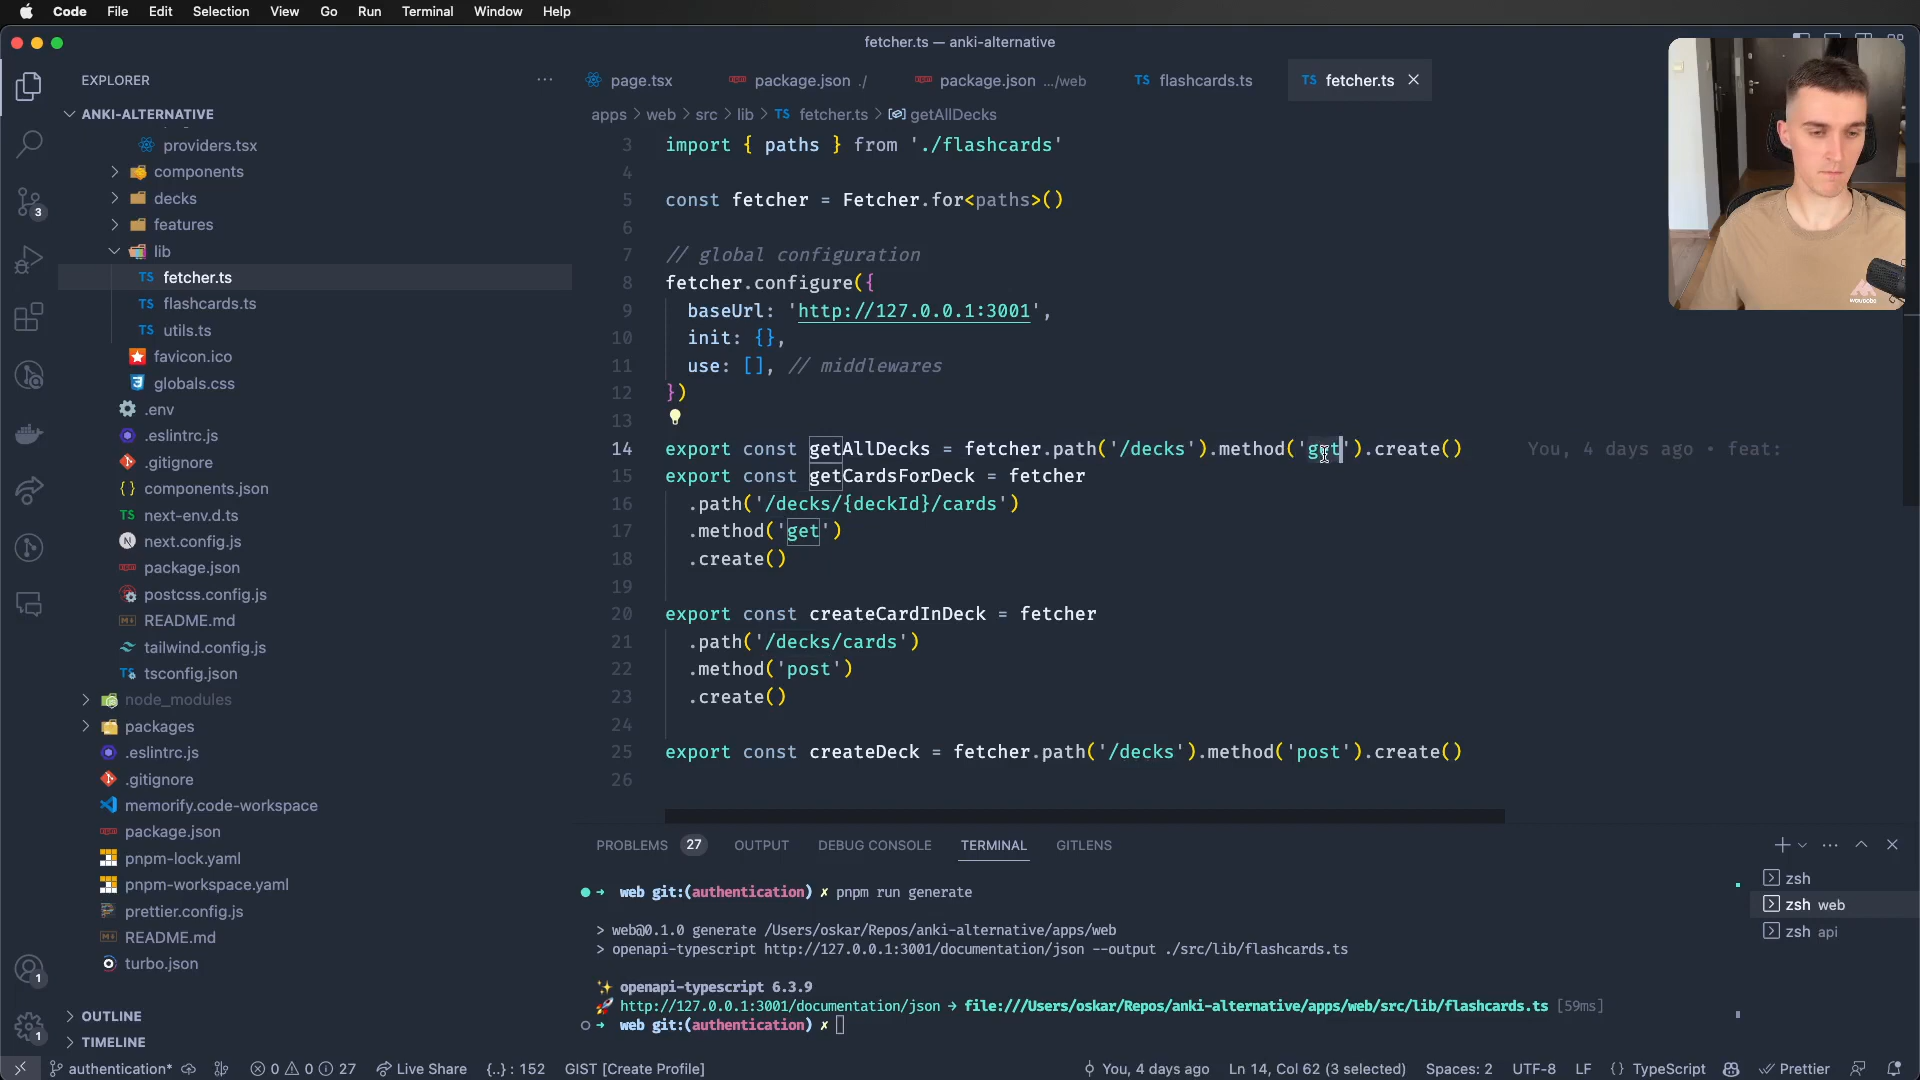 Code File Edit Selection View Go Run Terminal Window Help
fetcher.ts — anki-alternative
EXPLORER
page.tsx package.json ./ package.json .../web TS flashcards.ts TS fetcher.ts
ANKI-ALTERNATIVE
apps > web > src > lib > TS fetcher.ts > getAllDecks
providers.tsx
components
decks
features
lib
TS fetcher.ts
TS flashcards.ts
TS utils.ts
favicon.ico
globals.css
.env
.eslintrc.js
.gitignore
components.json
TS next-env.d.ts
next.config.js
package.json
postcss.config.js
README.md
tailwind.config.js
tsconfig.json
node_modules
packages
.eslintrc.js
.gitignore
memorify.code-workspace
package.json
pnpm-lock.yaml
pnpm-workspace.yaml
prettier.config.js
README.md
turbo.json
OUTLINE
TIMELINE
3
1
1
3 import { paths } from './flashcards'
4
5 const fetcher = Fetcher.for<paths>()
6
7 // global configuration
8 fetcher.configure({
9 baseUrl: 'http://127.0.0.1:3001',
10 init: {},
11 use: [], // middlewares
12 })
13
14 export const getAllDecks = fetcher.path('/decks').method('get').create() You, 4 days ago • feat:
15 export const getCardsForDeck = fetcher
16 .path('/decks/{deckId}/cards')
17 .method('get')
18 .create()
19
20 export const createCardInDeck = fetcher
21 .path('/decks/cards')
22 .method('post')
23 .create()
24
25 export const createDeck = fetcher.path('/decks').method('post').create()
26
PROBLEMS 27 OUTPUT DEBUG CONSOLE TERMINAL GITLENS
web git:(authentication) ✗ pnpm run generate
> web@0.1.0 generate /Users/oskar/Repos/anki-alternative/apps/web
> openapi-typescript http://127.0.0.1:3001/documentation/json --output ./src/lib/flashcards.ts
✨ openapi-typescript 6.3.9
🚀 http://127.0.0.1:3001/documentation/json → file:///Users/oskar/Repos/anki-alternative/apps/web/src/lib/flashcards.ts [59ms]
web git:(authentication) ✗
zsh
zsh web
zsh api
authentication* 0 0 27 Live Share {..} : 152 GIST [Create Profile] You, 4 days ago Ln 14, Col 62 (3 selected) Spaces: 2 UTF-8 LF {} TypeScript Prettier